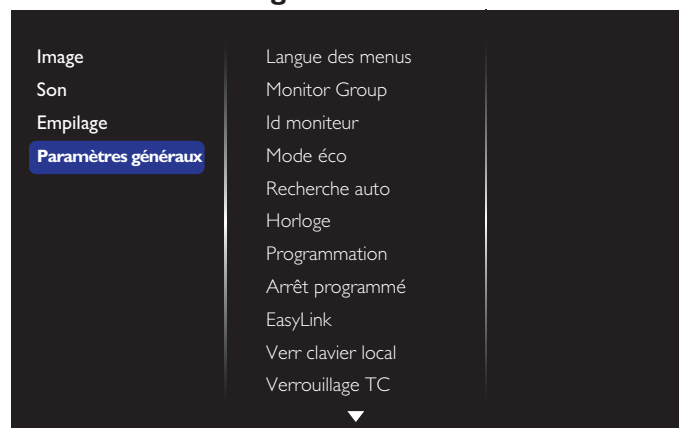 Image
Son
Empilage
Paramètres généraux
Langue des menus
Monitor Group
Id moniteur
Mode éco
Recherche auto
Horloge
Programmation
Arrêt programmé
EasyLink
Verr clavier local
Verrouillage TC